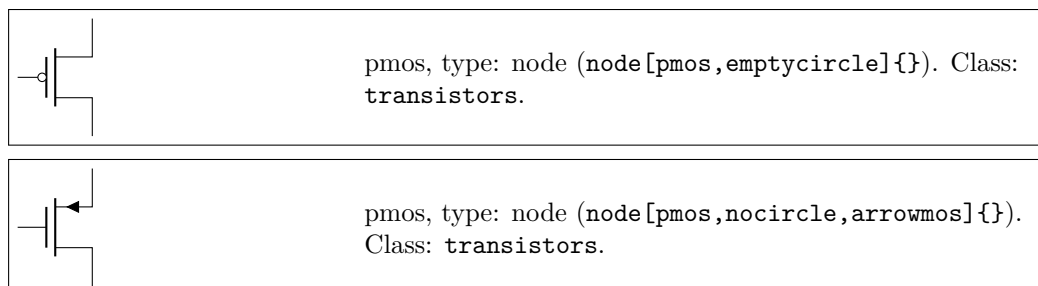 pmos, type: node (node[pmos,emptycircle]{}). Class:
transistors.
pmos, type: node (node[pmos,nocircle,arrowmos]{}).
Class: transistors.